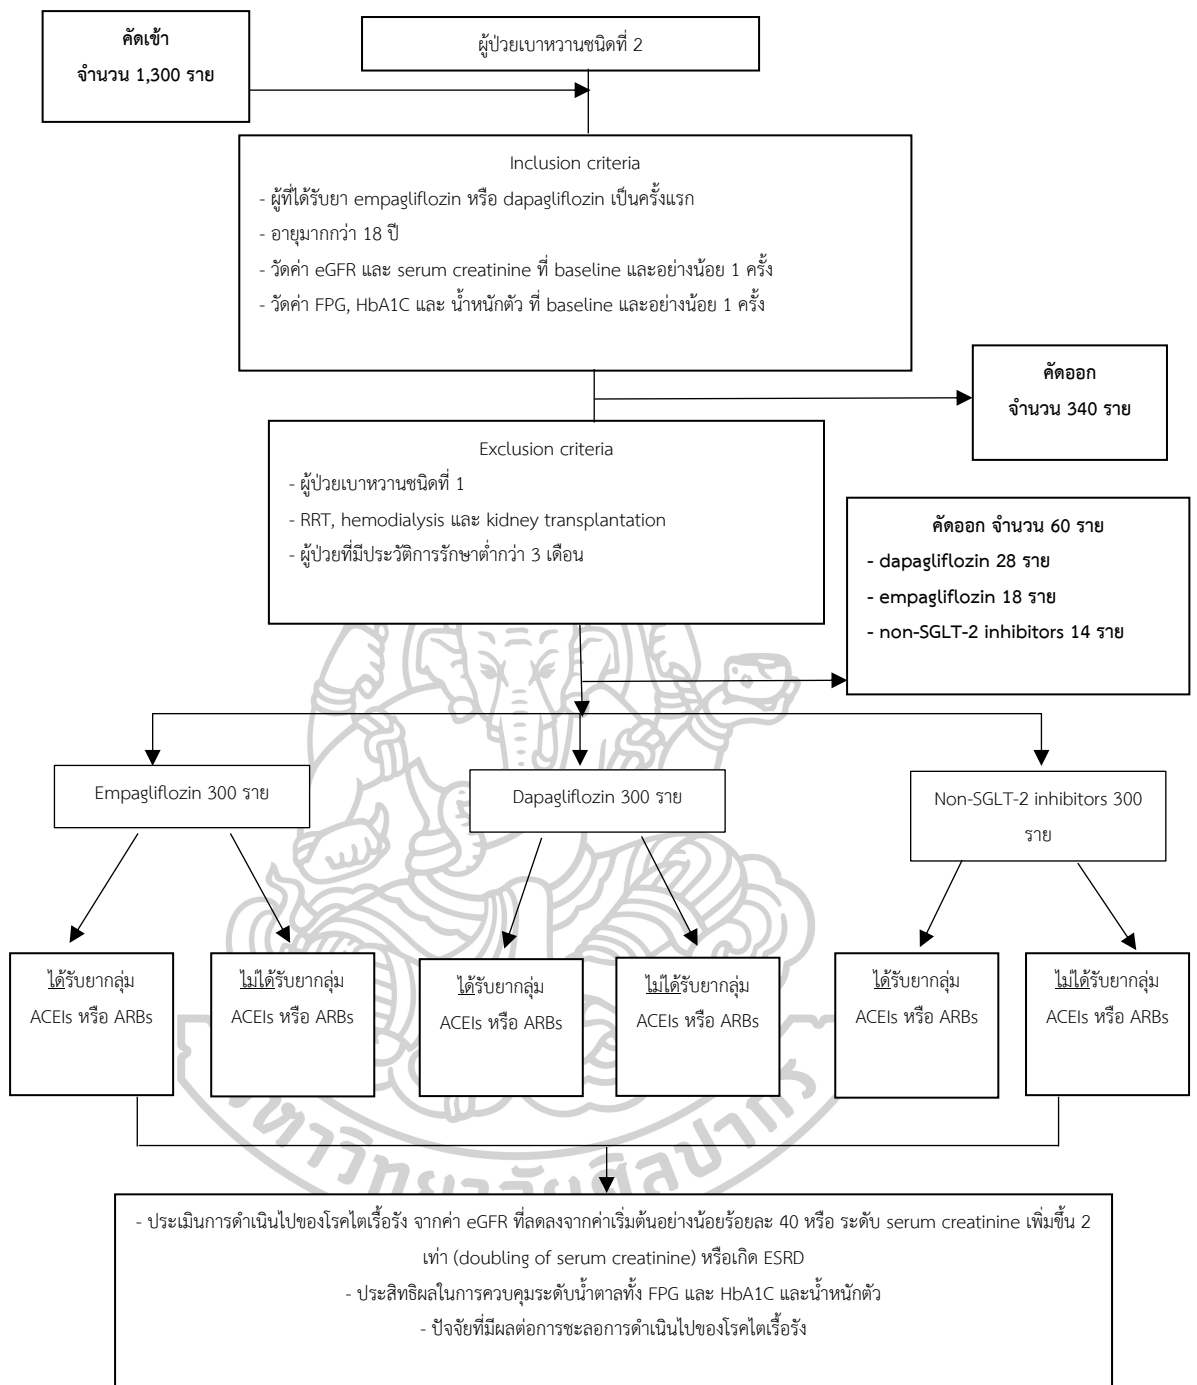 คัดเข้า
จำนวน 1,300 ราย
ผู้ป่วยเบาหวานชนิดที่ 2
Inclusion criteria
- ผู้ที่ได้รับยา empagliflozin หรือ dapagliflozin เป็นครั้งแรก
- อายุมากกว่า 18 ปี
- วัดค่า eGFR และ serum creatinine ที่ baseline และอย่างน้อย 1 ครั้ง
- วัดค่า FPG, HbA1C และ น้ำหนักตัว ที่ baseline และอย่างน้อย 1 ครั้ง
คัดออก
จำนวน 340 ราย
Exclusion criteria
- ผู้ป่วยเบาหวานชนิดที่ 1
- RRT, hemodialysis และ kidney transplantation
- ผู้ป่วยที่มีประวัติการรักษาต่ำกว่า 3 เดือน
คัดออก จำนวน 60 ราย
- dapagliflozin 28 ราย
- empagliflozin 18 ราย
- non-SGLT-2 inhibitors 14 ราย
Empagliflozin 300 ราย
Dapagliflozin 300 ราย
Non-SGLT-2 inhibitors 300
ราย
ได้รับยากลุ่ม
ACEIs หรือ ARBs
ไม่ได้รับยากลุ่ม
ACEIs หรือ ARBs
ได้รับยากลุ่ม
ACEIs หรือ ARBs
ไม่ได้รับยากลุ่ม
ACEIs หรือ ARBs
ได้รับยากลุ่ม
ACEIs หรือ ARBs
ไม่ได้รับยากลุ่ม
ACEIs หรือ ARBs
- ประเมินการดำเนินไปของโรคไตเรื้อรัง จากค่า eGFR ที่ลดลงจากค่าเริ่มต้นอย่างน้อยร้อยละ 40 หรือ ระดับ serum creatinine เพิ่มขึ้น 2
เท่า (doubling of serum creatinine) หรือเกิด ESRD
- ประสิทธิผลในการควบคุมระดับน้ำตาลทั้ง FPG และ HbA1C และน้ำหนักตัว
- ปัจจัยที่มีผลต่อการชะลอการดำเนินไปของโรคไตเรื้อรัง